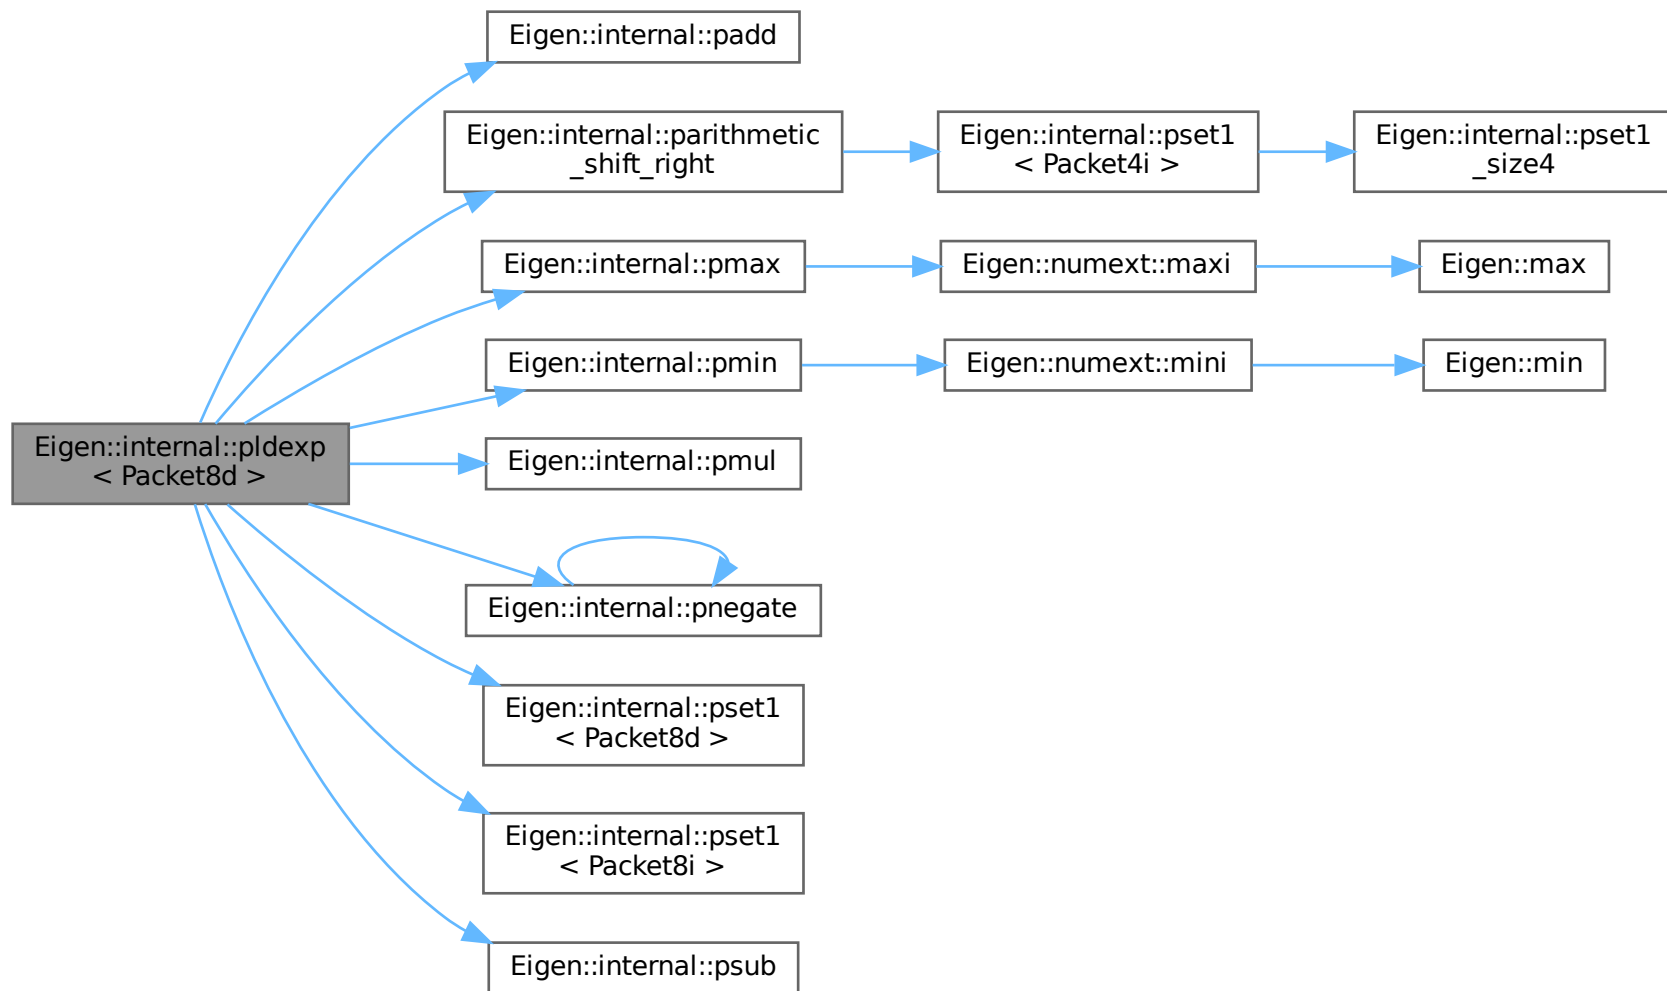 Eigen::internal::padd
Eigen::internal::parithmetic
_shift_right
Eigen::internal::pset1
< Packet4i >
Eigen::internal::pset1
_size4
Eigen::internal::pmax
Eigen::numext::maxi
Eigen::max
Eigen::internal::pmin
Eigen::numext::mini
Eigen::min
Eigen::internal::pldexp
< Packet8d >
Eigen::internal::pmul
Eigen::internal::pnegate
Eigen::internal::pset1
< Packet8d >
Eigen::internal::pset1
< Packet8i >
Eigen::internal::psub